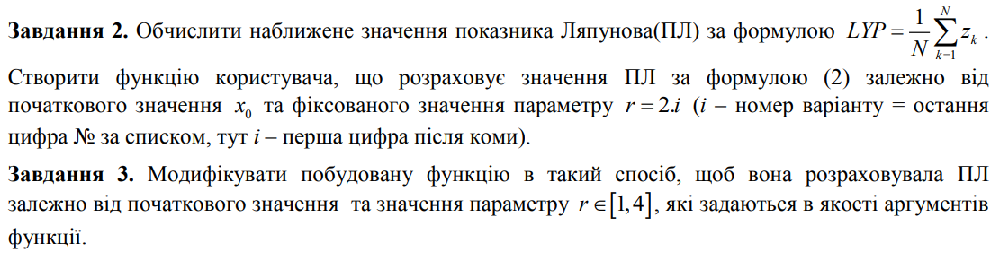 Завдання 2. Обчислити наближене значення показника Ляпунова(ПЛ) за формулою LYP = 1/N ∑_{k=1}^{N} z_k .
Створити функцію користувача, що розраховує значення ПЛ за формулою (2) залежно від
початкового значення x_0 та фіксованого значення параметру r = 2.i (i – номер варіанту = остання
цифра № за списком, тут i – перша цифра після коми).
Завдання 3. Модифікувати побудовану функцію в такий спосіб, щоб вона розраховувала ПЛ
залежно від початкового значення та значення параметру r ∈ [1,4], які задаються в якості аргументів
функції.